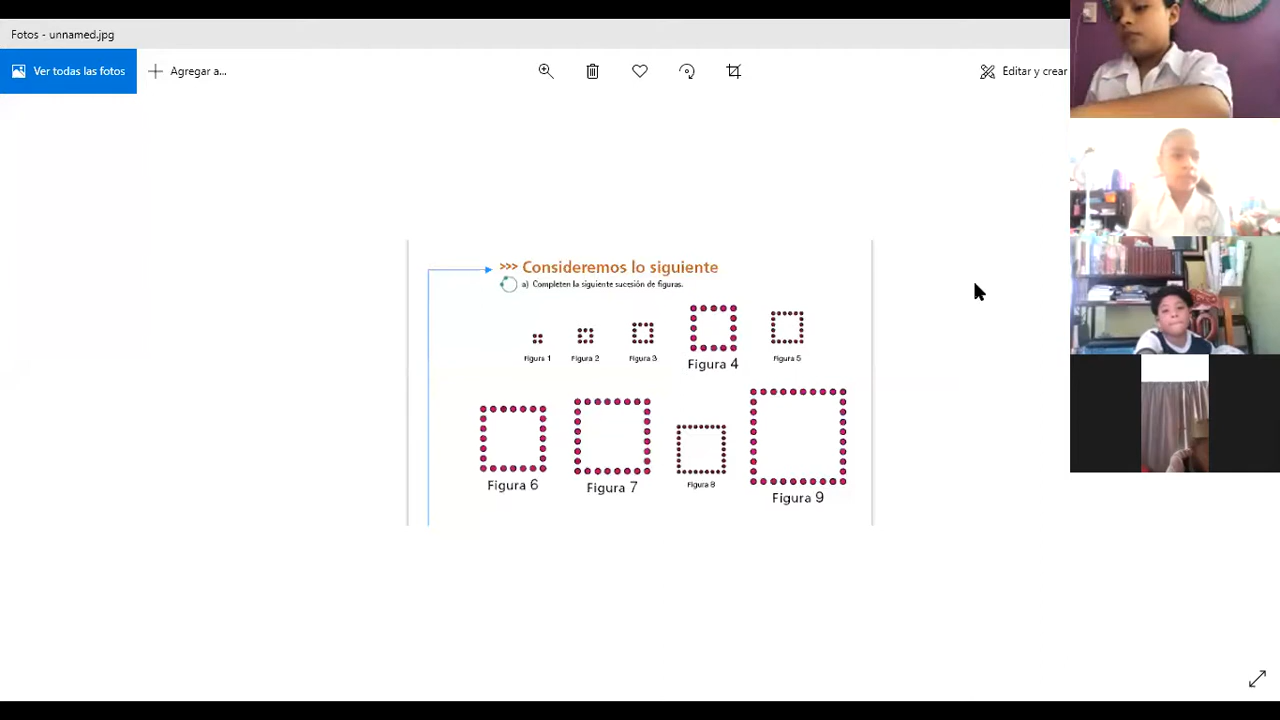 Fotos - unnamed.jpg
Ver todas las fotos
Agregar a...
Editar y crear
>>> Consideremos lo siguiente
a) Completen la siguiente sucesión de figuras.
Figura 1 Figura 2 Figura 3 Figura 4 Figura 5
Figura 6 Figura 7 Figura 8 Figura 9